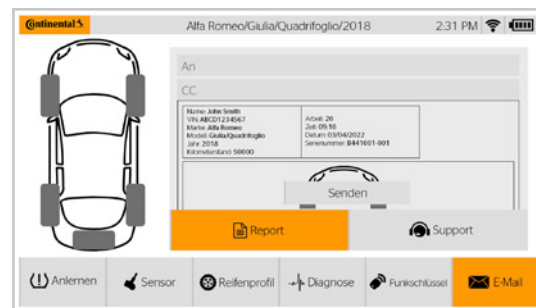 Continental
Alfa Romeo/Giulia/Quadrifoglio/2018
2:31 PM
An
CC
Name: John Smith
VIN: ABCD1234567
Marke: Alfa Romeo
Modell: Giulia/Quadrifoglio
Jahr: 2018
Kilometerstand: 50000
Arbeit: 20
Zeit: 09:10
Datum: 03/04/2022
Seriennummer: 8441001-001
Senden
Report
Support
Anlernen
Sensor
Reifenprofil
Diagnose
Funkschlüssel
E-Mail